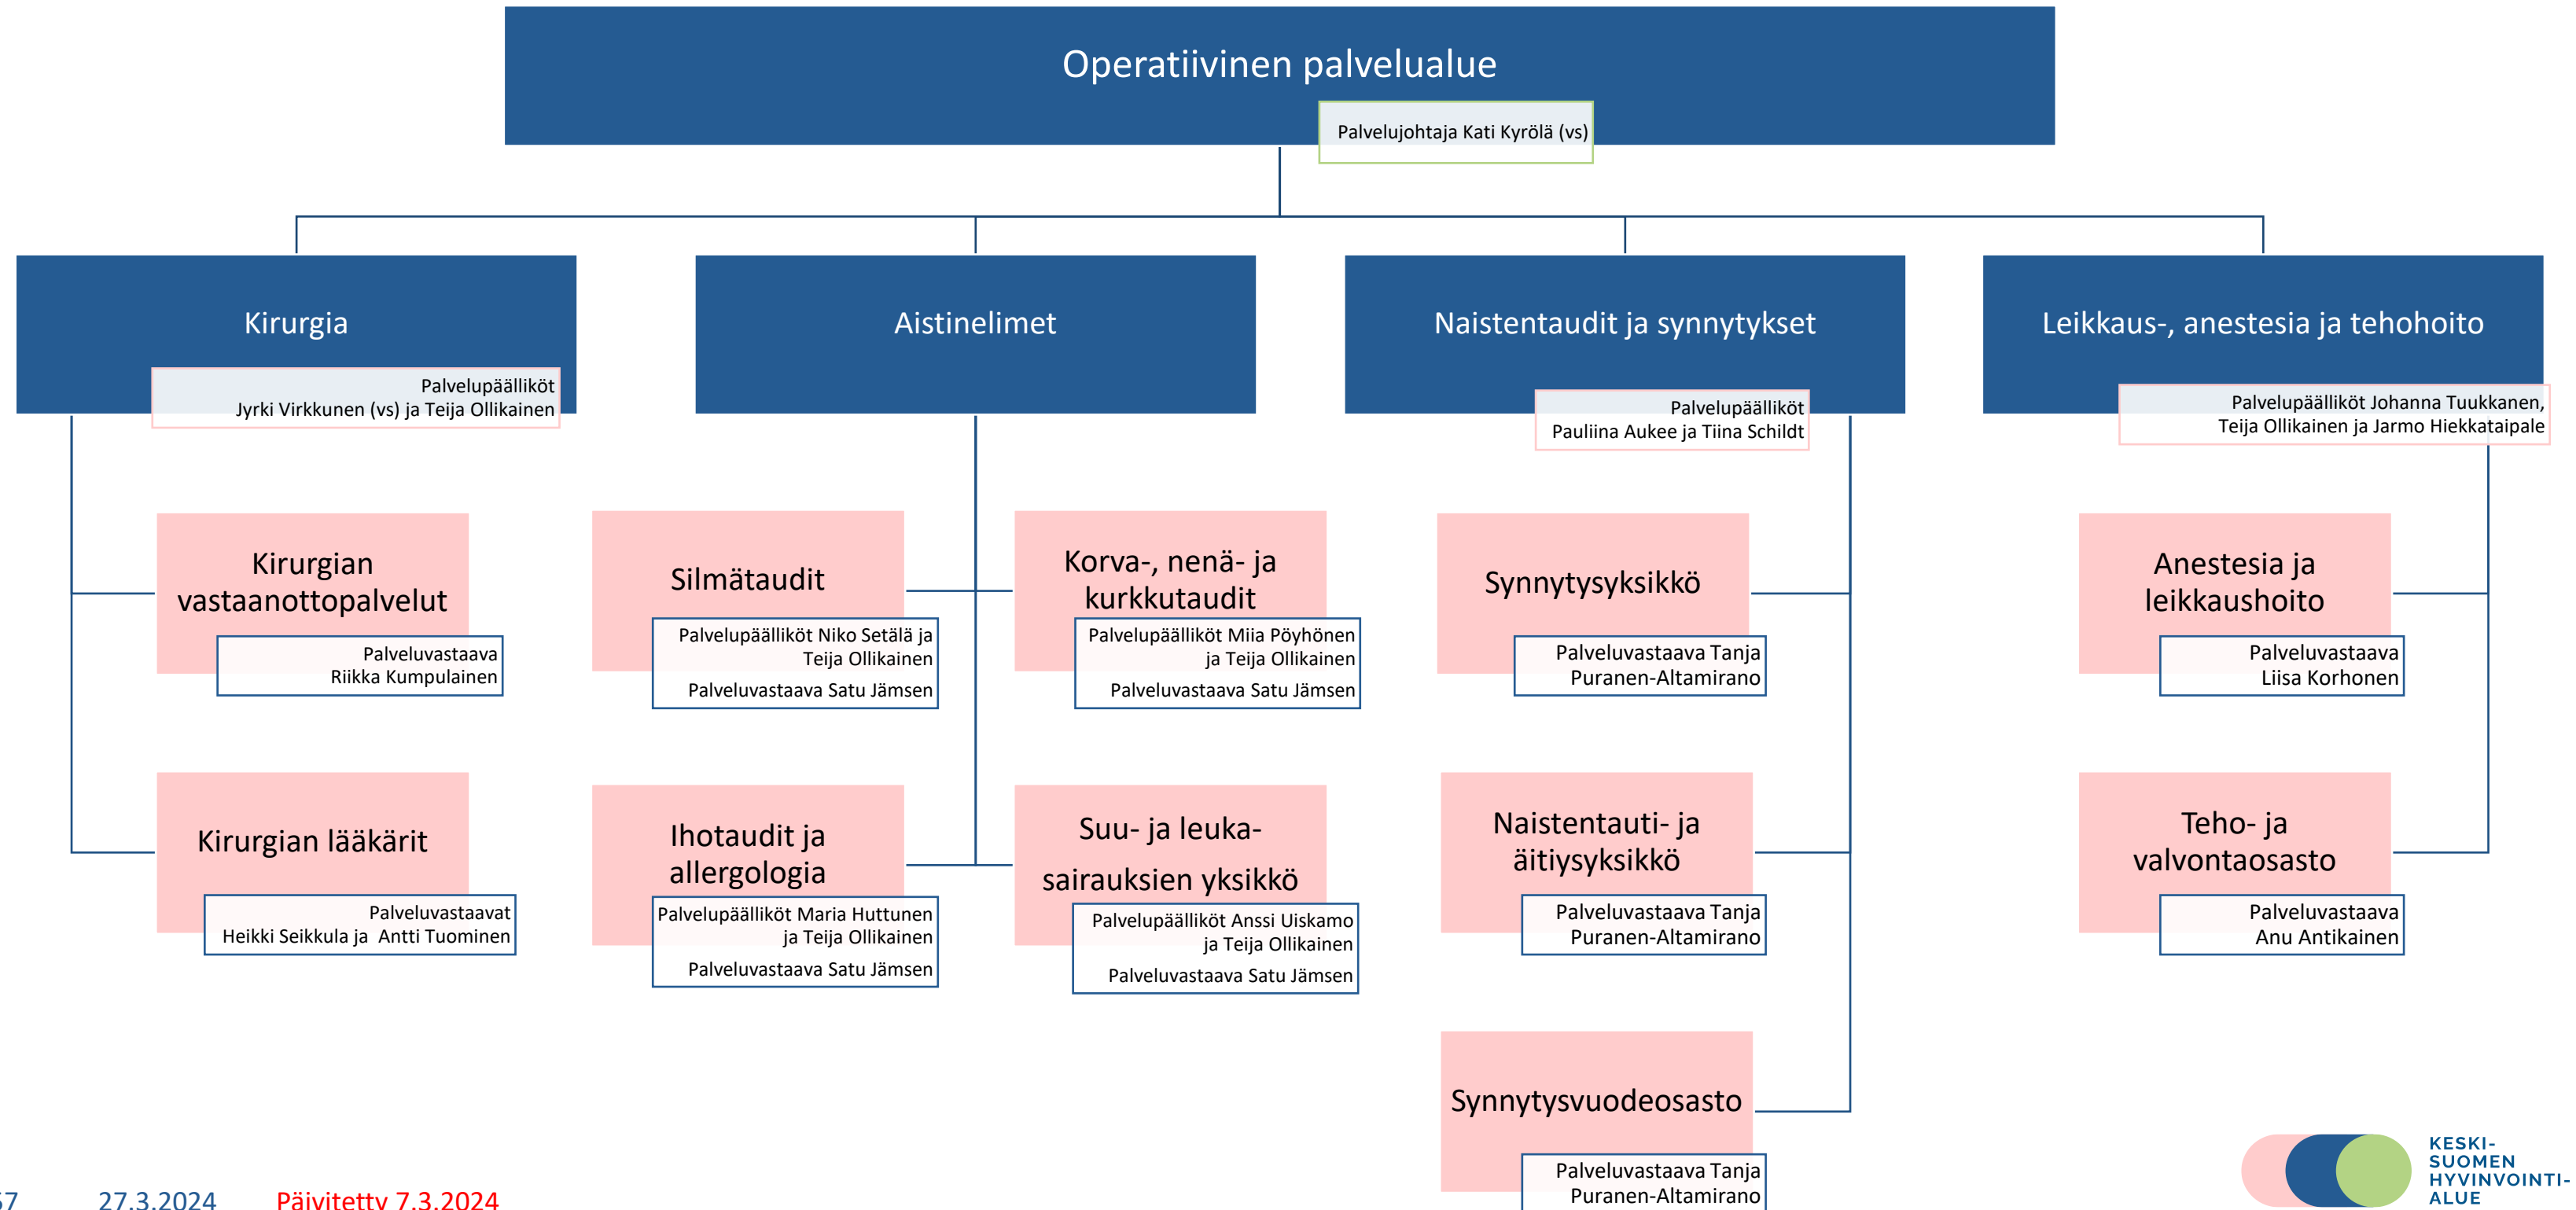 Operatiivinen palvelualue
Palvelujohtaja Kati Kyrölä (vs)
Kirurgia
Palvelupäälliköt
Jyrki Virkkunen (vs) ja Teija Ollikainen
Aistinelimet
Naistentaudit ja synnytykset
Palvelupäälliköt
Pauliina Aukee ja Tiina Schildt
Leikkaus-, anestesia ja tehohoito
Palvelupäälliköt Johanna Tuukkanen,
Teija Ollikainen ja Jarmo Hiekkataipale
Kirurgian
vastaanottopalvelut
Palveluvastaava
Riikka Kumpulainen
Silmätaudit
Palvelupäälliköt Niko Setälä ja
Teija Ollikainen
Palveluvastaava Satu Jämsen
Korva-, nenä- ja
kurkkutaudit
Palvelupäälliköt Miia Pöyhönen
ja Teija Ollikainen
Palveluvastaava Satu Jämsen
Synnytysyksikkö
Palveluvastaava Tanja
Puranen-Altamirano
Anestesia ja
leikkaushoito
Palveluvastaava
Liisa Korhonen
Kirurgian lääkärit
Palveluvastaavat
Heikki Seikkula ja Antti Tuominen
Ihotaudit ja
allergologia
Palvelupäälliköt Maria Huttunen
ja Teija Ollikainen
Palveluvastaava Satu Jämsen
Suu- ja leuka-
sairauksien yksikkö
Palvelupäälliköt Anssi Uiskamo
ja Teija Ollikainen
Palveluvastaava Satu Jämsen
Naistentauti- ja
äitiysyksikkö
Palveluvastaava Tanja
Puranen-Altamirano
Teho- ja
valvontaosasto
Palveluvastaava
Anu Antikainen
Synnytysvuodeosasto
Palveluvastaava Tanja
Puranen-Altamirano
27.3.2024
Päivitetty 7.3.2024
KESKI-
SUOMEN
HYVINVOINTI-
ALUE